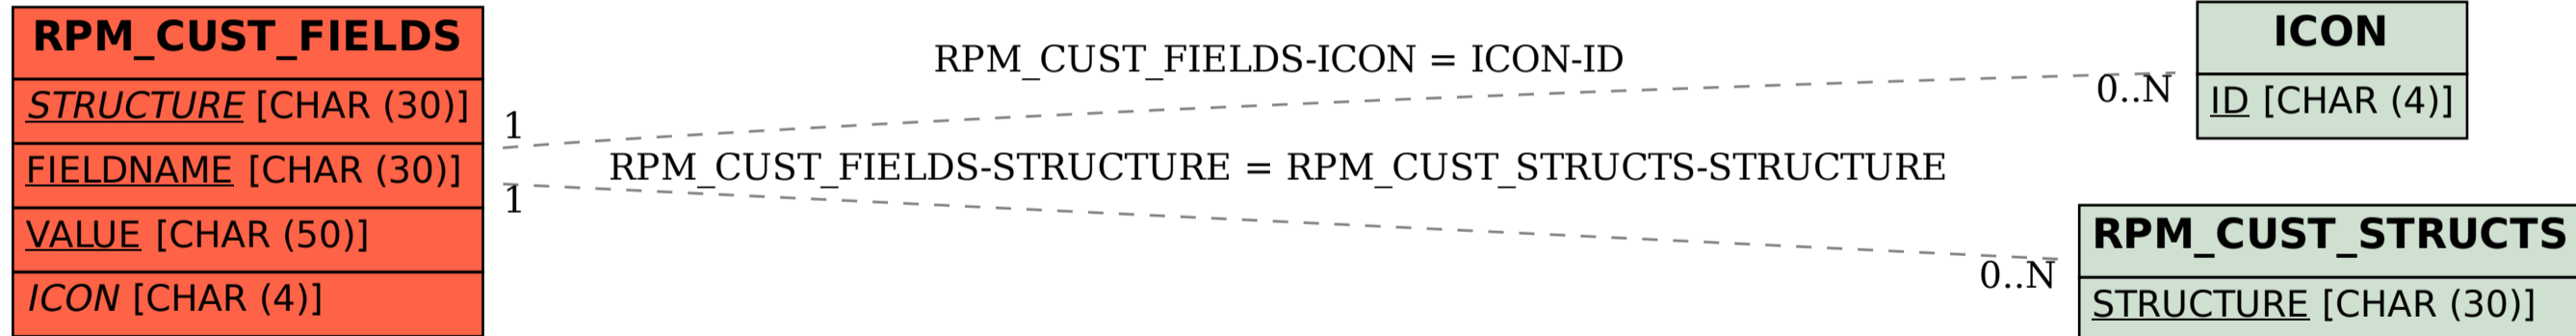 RPM_CUST_FIELDS
STRUCTURE [CHAR (30)]
FIELDNAME [CHAR (30)]
VALUE [CHAR (50)]
ICON [CHAR (4)]
RPM_CUST_FIELDS-ICON = ICON-ID
1
0..N
RPM_CUST_FIELDS-STRUCTURE = RPM_CUST_STRUCTS-STRUCTURE
1
0..N
ICON
ID [CHAR (4)]
RPM_CUST_STRUCTS
STRUCTURE [CHAR (30)]